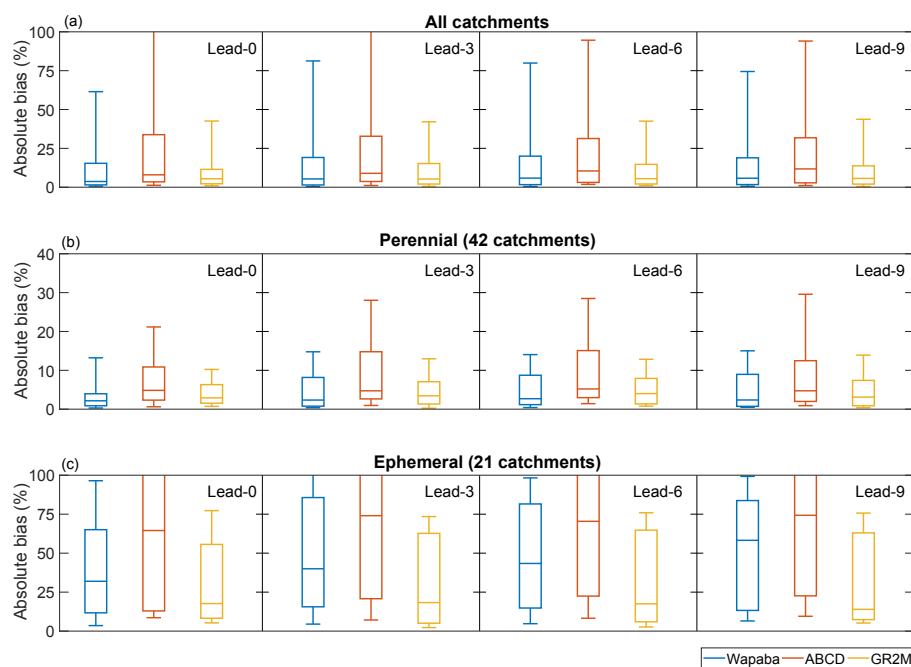 (a) All catchments
Absolute bias (%)
100
75
50
25
0
Lead-0 Lead-3 Lead-6 Lead-9
(b) Perennial (42 catchments)
Absolute bias (%)
40
30
20
10
0
Lead-0 Lead-3 Lead-6 Lead-9
(c) Ephemeral (21 catchments)
Absolute bias (%)
100
75
50
25
0
Lead-0 Lead-3 Lead-6 Lead-9
Wapaba ABCD GR2M